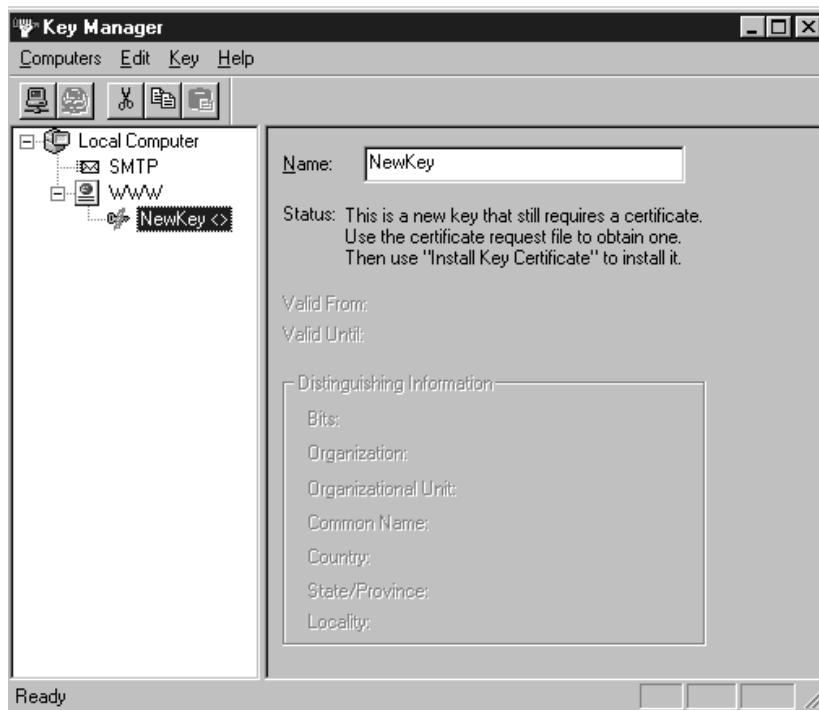 Key Manager
Computers Edit Key Help
Local Computer
SMTP
WWW
NewKey <>
Name: NewKey
Status: This is a new key that still requires a certificate.
Use the certificate request file to obtain one.
Then use "Install Key Certificate" to install it.
Valid From:
Valid Until:
Distinguishing Information
Bits:
Organization:
Organizational Unit:
Common Name:
Country:
State/Province:
Locality:
Ready